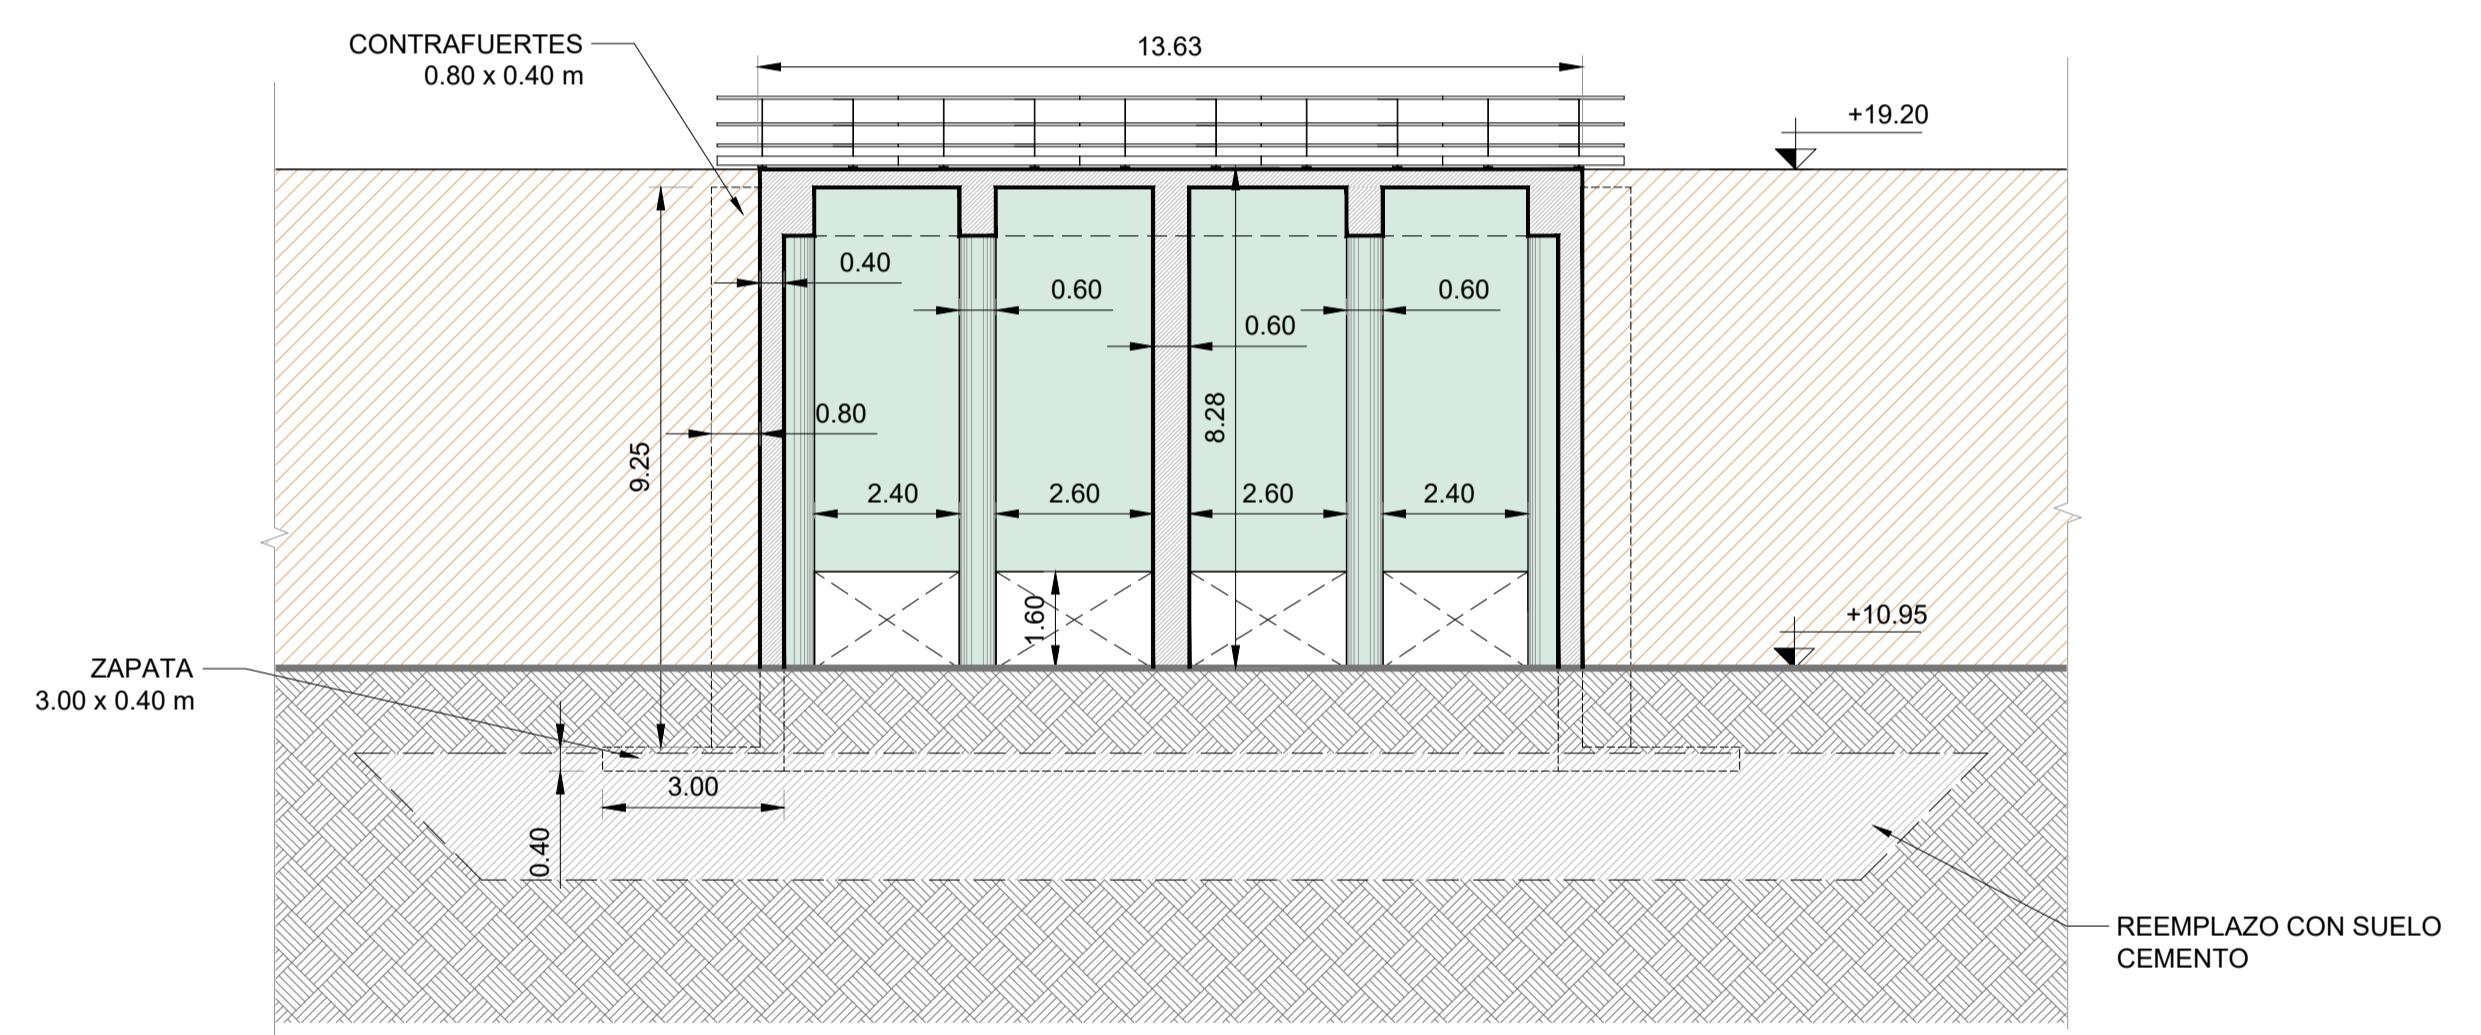 CONTRAFUERTES
0.80 x 0.40 m
13.63
+19.20
0.40
0.60
0.60
0.60
0.80
8.28
9.25
2.40
2.60
2.60
2.40
1.60
+10.95
ZAPATA
3.00 x 0.40 m
3.00
0.40
REEMPLAZO CON SUELO
CEMENTO